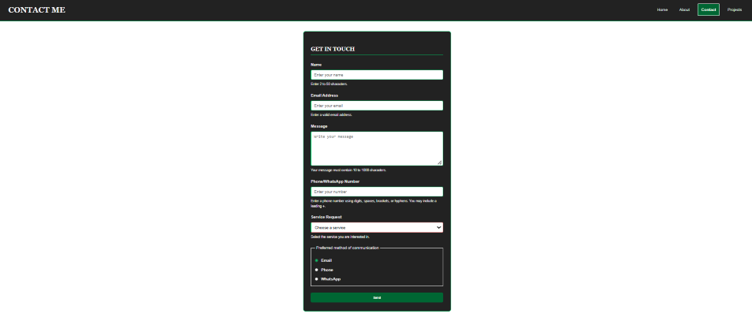 CONTACT ME
Home About Contact Projects
GET IN TOUCH
Name
Enter your name
Enter 2 to 50 characters.
Email Address
Enter your email
Enter a valid email address.
Message
write your message
Your message must contain 10 to 1000 characters.
Phone/WhatsApp Number
Enter your number
Enter a phone number using digits, spaces, brackets, or hyphens. You may include a
leading +.
Service Request
Choose a service
Select the service you are interested in.
Preferred method of communication
Email
Phone
WhatsApp